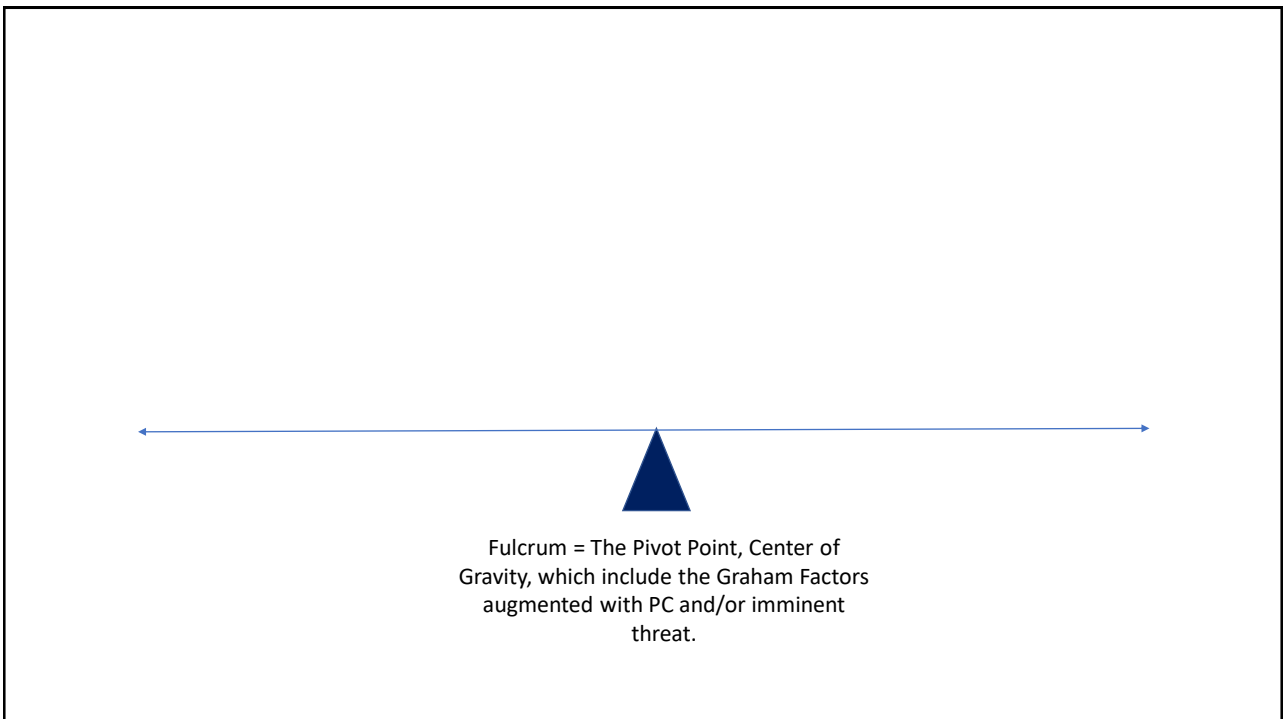 Fulcrum = The Pivot Point, Center of
Gravity, which include the Graham Factors
augmented with PC and/or imminent
threat.